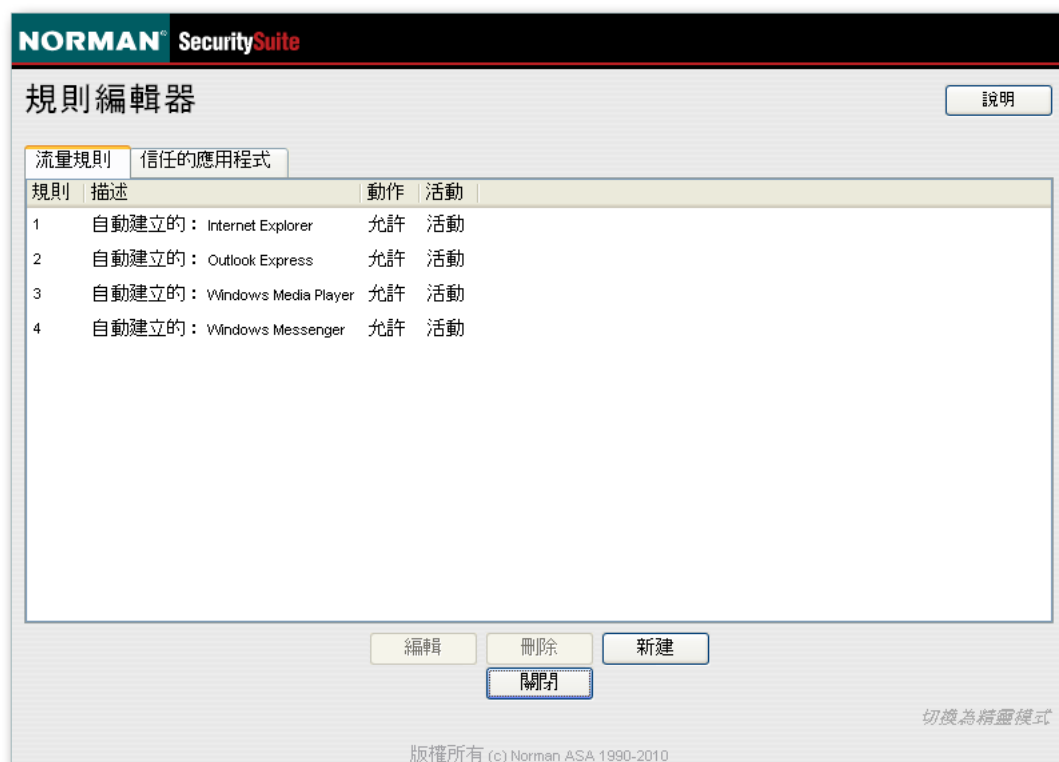 NORMAN® SecuritySuite
規則編輯器
說明
流量規則 信任的應用程式
規則 描述 動作 活動
1 自動建立的：Internet Explorer 允許 活動
2 自動建立的：Outlook Express 允許 活動
3 自動建立的：Windows Media Player 允許 活動
4 自動建立的：Windows Messenger 允許 活動
編輯 刪除 新建
關閉
切換為精靈模式
版權所有 (c) Norman ASA 1990-2010